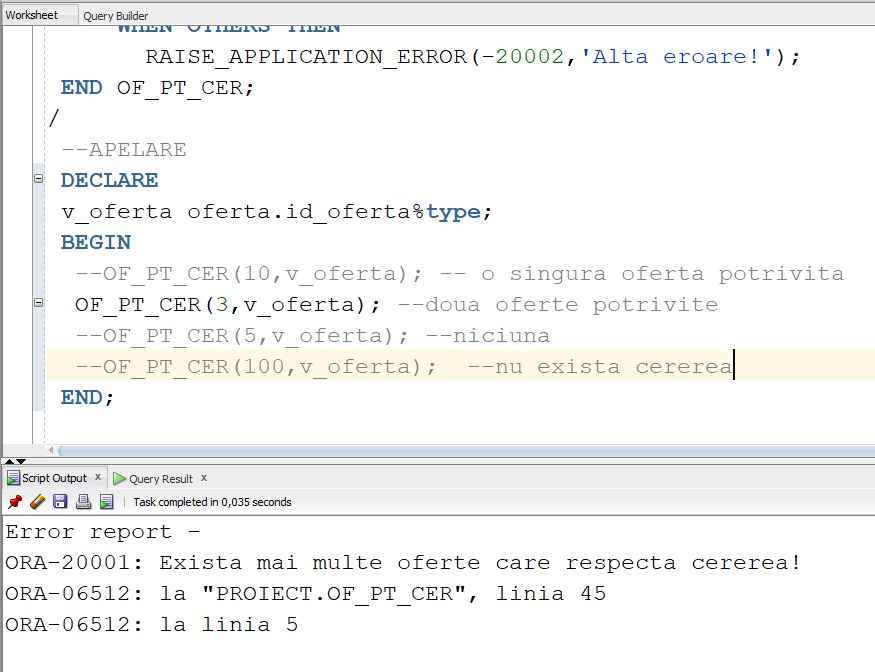 Worksheet Query Builder
WHEN OTHERS THEN
RAISE_APPLICATION_ERROR(-20002,'Alta eroare!');
END OF_PT_CER;
/
--APELARE
DECLARE
v_oferta oferta.id_oferta%type;
BEGIN
--OF_PT_CER(10,v_oferta); -- o singura oferta potrivita
OF_PT_CER(3,v_oferta); --doua oferte potrivite
--OF_PT_CER(5,v_oferta); --niciuna
--OF_PT_CER(100,v_oferta);  --nu exista cererea
END;
Script Output x Query Result x
Task completed in 0,035 seconds
Error report -
ORA-20001: Exista mai multe oferte care respecta cererea!
ORA-06512: la "PROIECT.OF_PT_CER", linia 45
ORA-06512: la linia 5